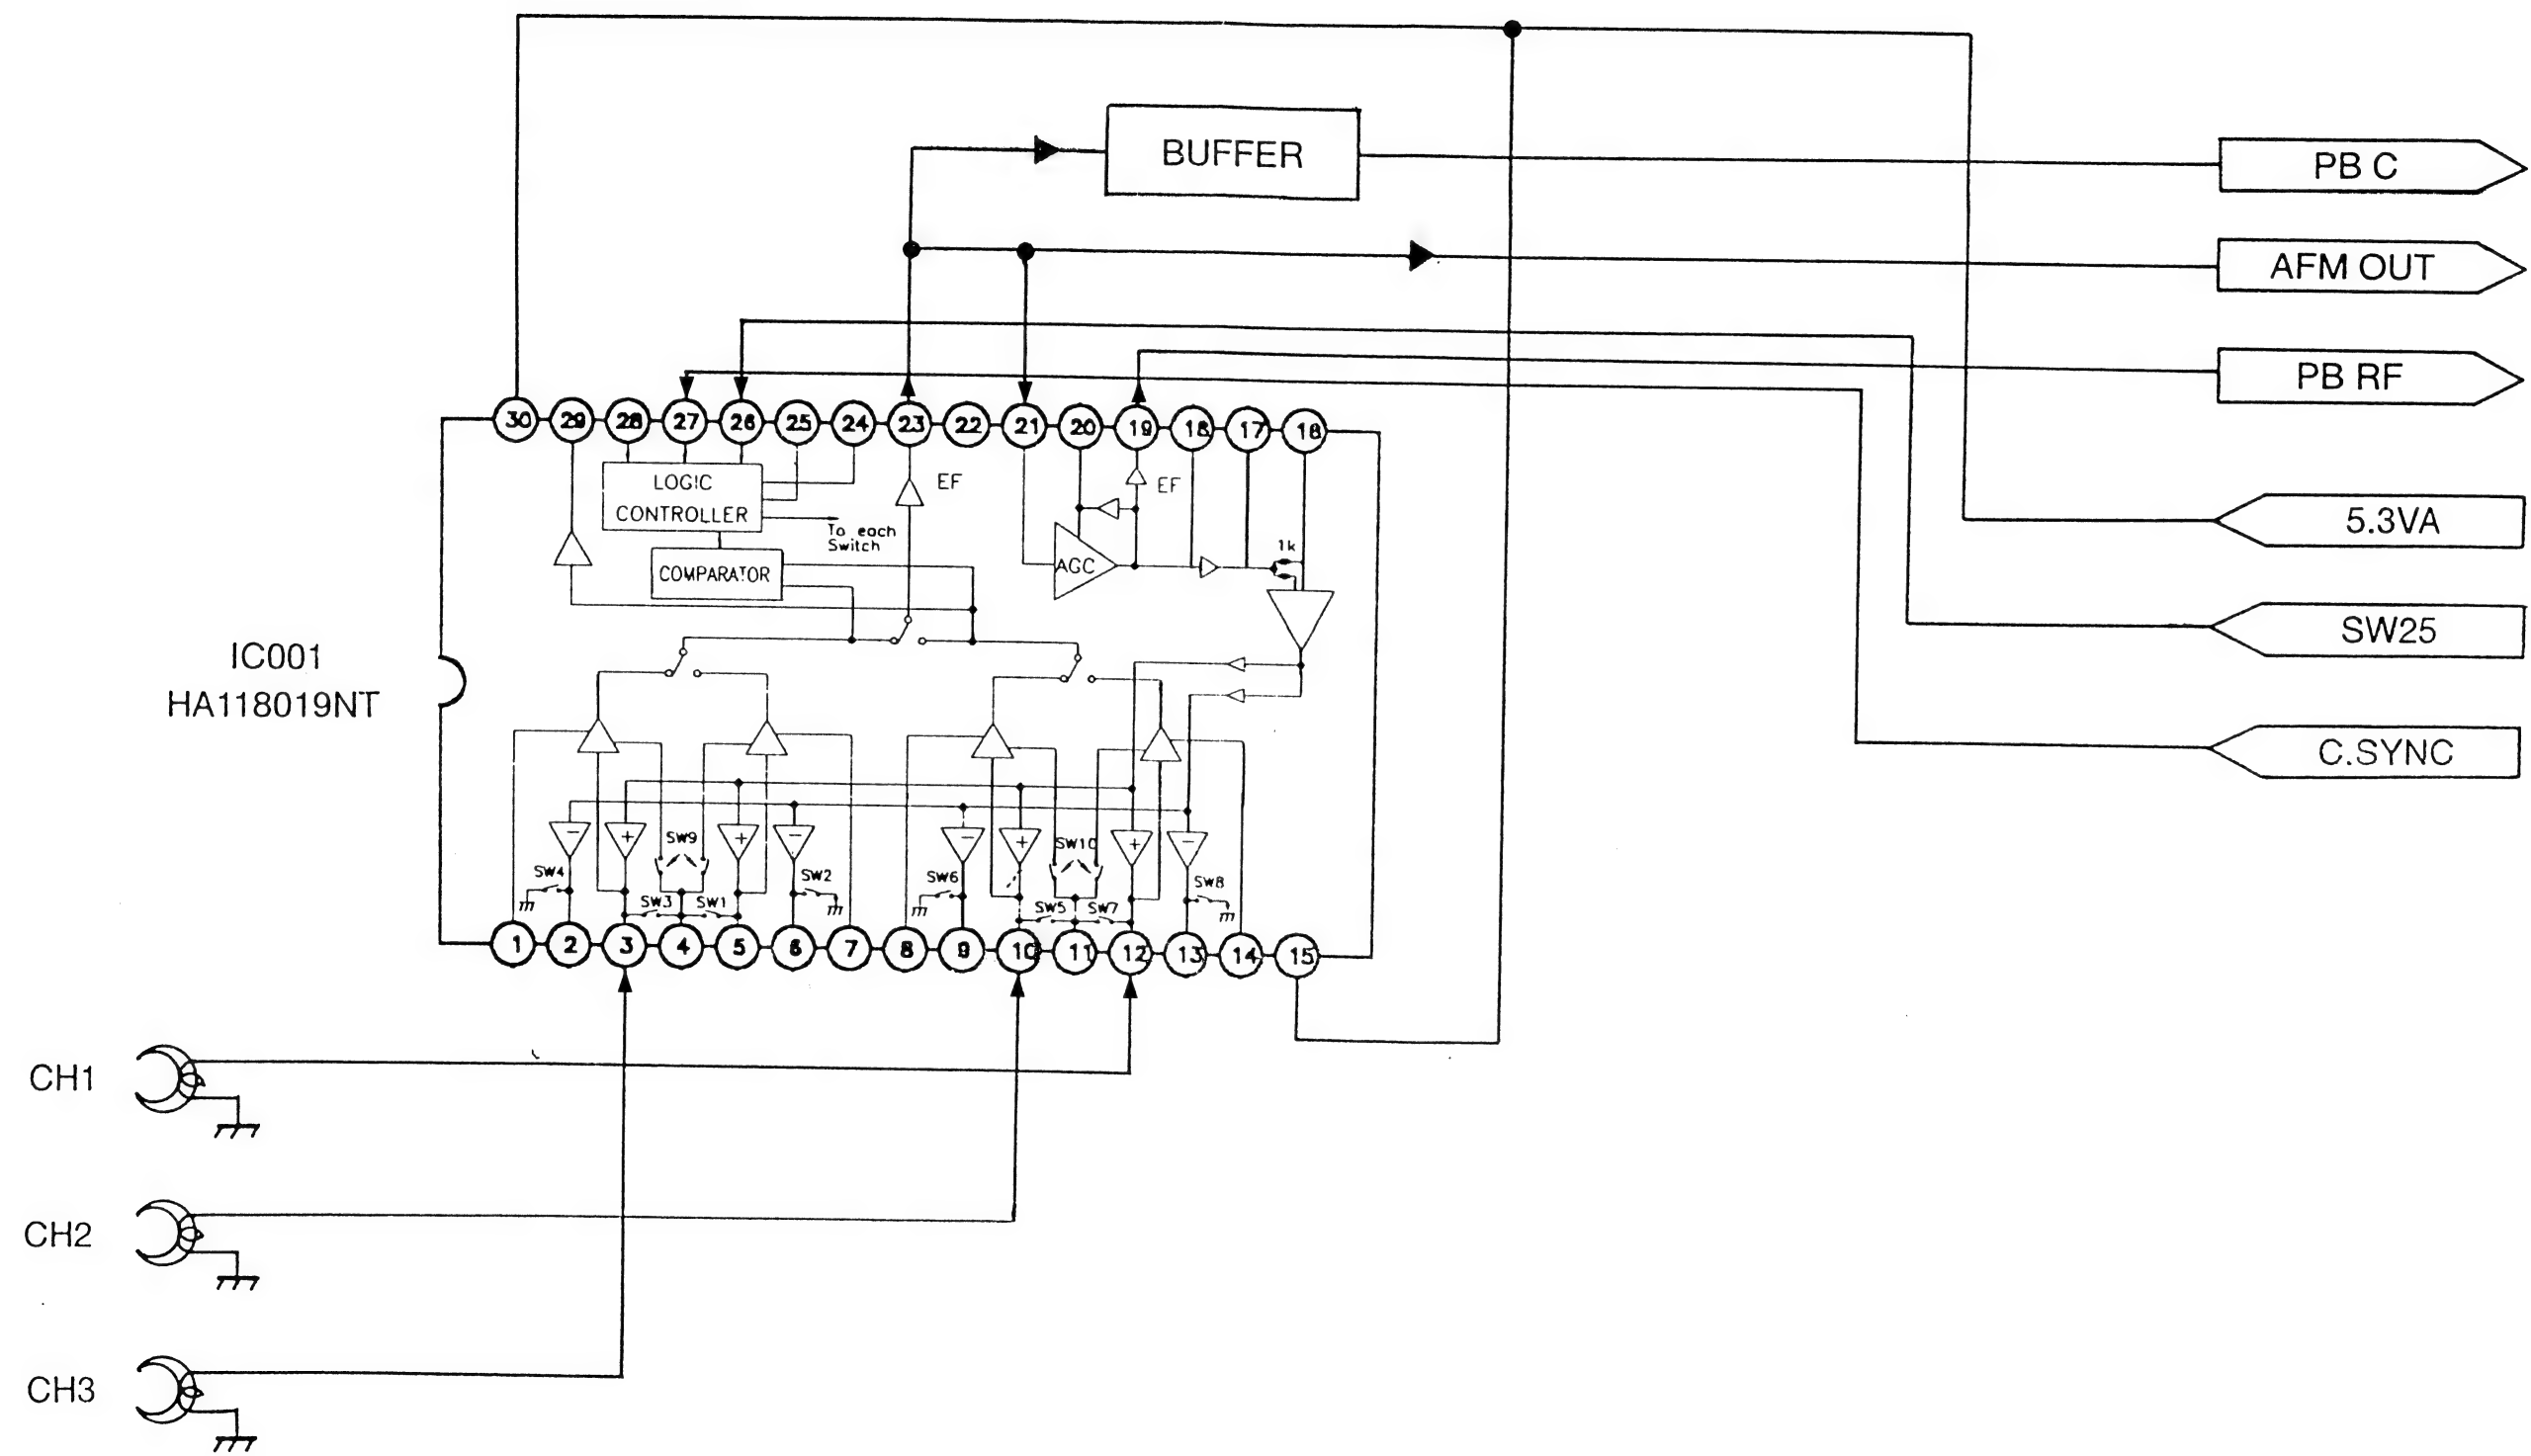 BUFFER
PB C
AFM OUT
PB RF
30 29 28 27 26 25 24 23 22 21 20 19 18 17 16
LOGIC
CONTROLLER
EF
EF
To each
Switch
COMPARATOR
AGC
1k
5.3VA
SW25
C.SYNC
IC001
HA118019NT
− + + − − + + −
SW9
SW10
SW4
SW2
SW6
SW8
SW3
SW1
SW5
SW7
1 2 3 4 5 6 7 8 9 10 11 12 13 14 15
CH1
CH2
CH3